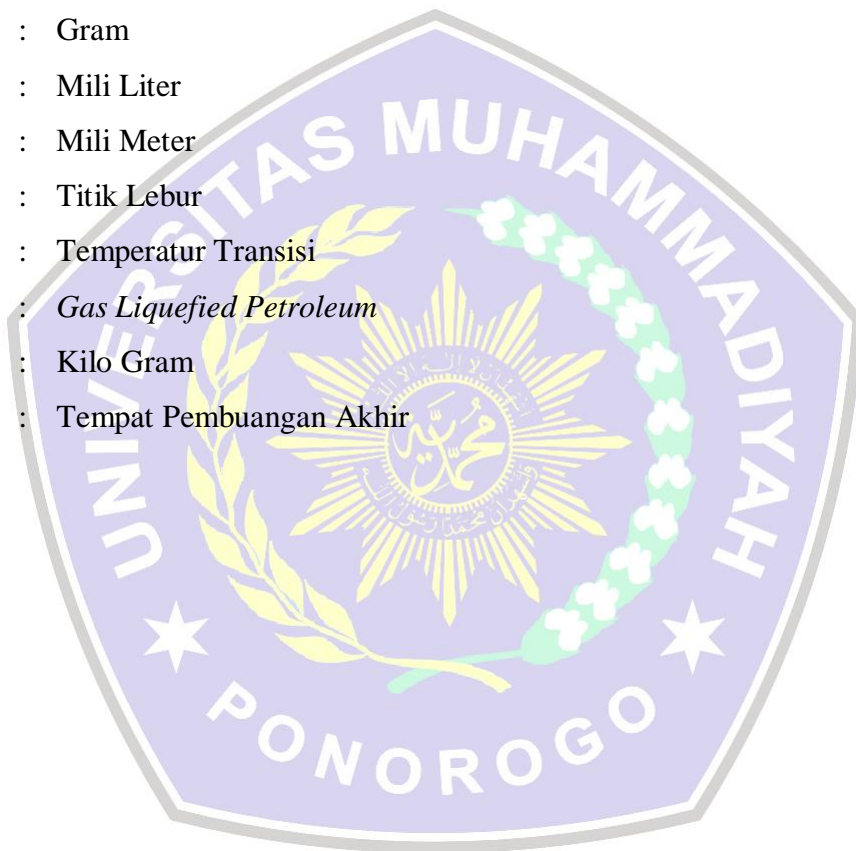 : Gram
: Mili Liter
: Mili Meter
: Titik Lebur
: Temperatur Transisi
: Gas Liquefied Petroleum
: Kilo Gram
: Tempat Pembuangan Akhir
UNIVERSITAS MUHAMMADIYAH
PONOROGO